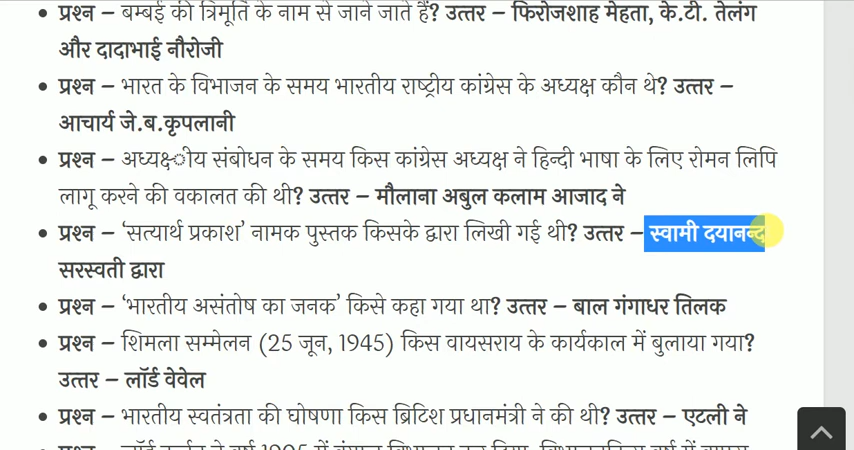 प्रश्न – बम्बई की त्रिमूर्ति के नाम से जाने जाते हैं? उत्तर – फिरोजशाह मेहता, के.टी. तेलंग
और दादाभाई नौरोजी
प्रश्न – भारत के विभाजन के समय भारतीय राष्ट्रीय कांग्रेस के अध्यक्ष कौन थे? उत्तर –
आचार्य जे.ब.कृपलानी
प्रश्न – अध्यक्ष्ीय संबोधन के समय किस कांग्रेस अध्यक्ष ने हिन्दी भाषा के लिए रोमन लिपि
लागू करने की वकालत की थी? उत्तर – मौलाना अबुल कलाम आजाद ने
प्रश्न – ‘सत्यार्थ प्रकाश’ नामक पुस्तक किसके द्वारा लिखी गई थी? उत्तर – स्वामी दयानन्द
सरस्वती द्वारा
प्रश्न – ‘भारतीय असंतोष का जनक’ किसे कहा गया था? उत्तर – बाल गंगाधर तिलक
प्रश्न – शिमला सम्मेलन (25 जून, 1945) किस वायसराय के कार्यकाल में बुलाया गया?
उत्तर – लॉर्ड वेवेल
प्रश्न – भारतीय स्वतंत्रता की घोषणा किस ब्रिटिश प्रधानमंत्री ने की थी? उत्तर – एटली ने